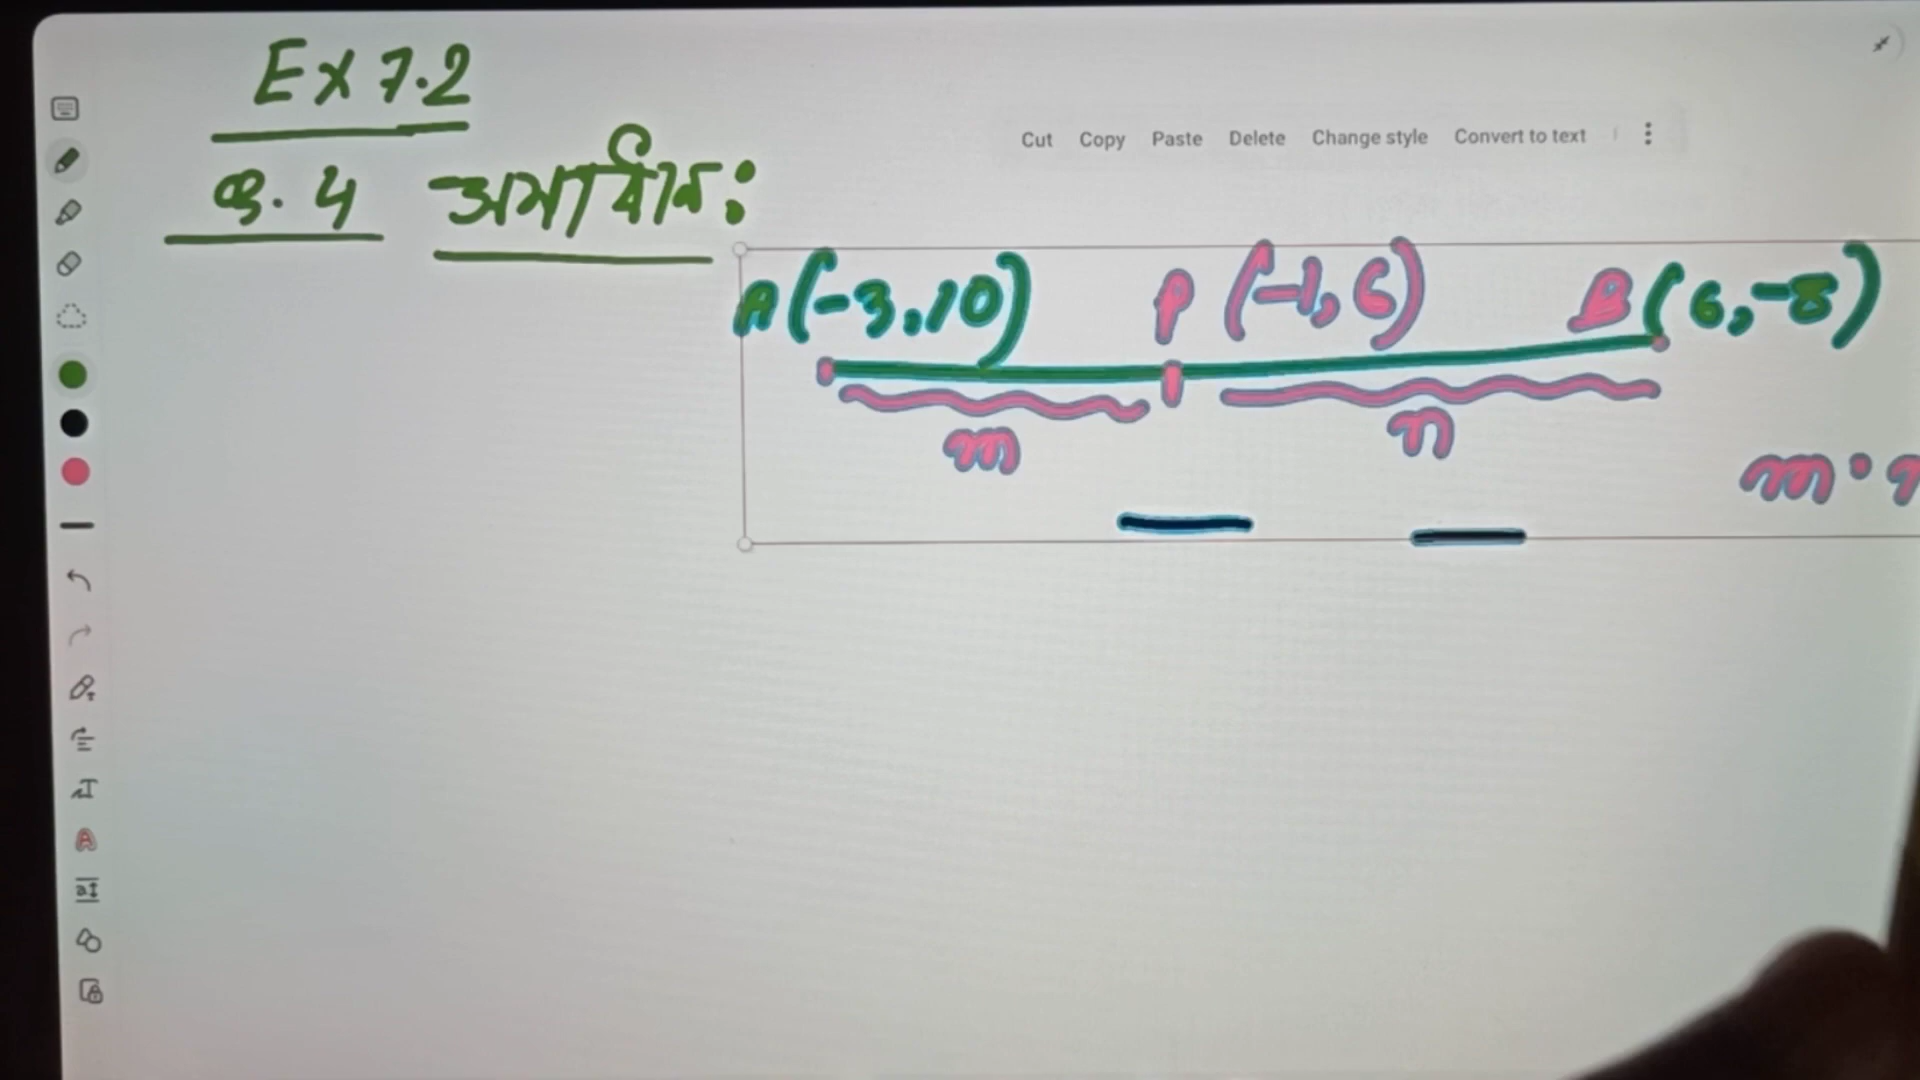 Ex 7.2
Cut Copy Paste Delete Change style Convert to text
প্র. 4 সমাধান:
A(-3,10) P (-1,6) B(6,-8)
m n
m:n